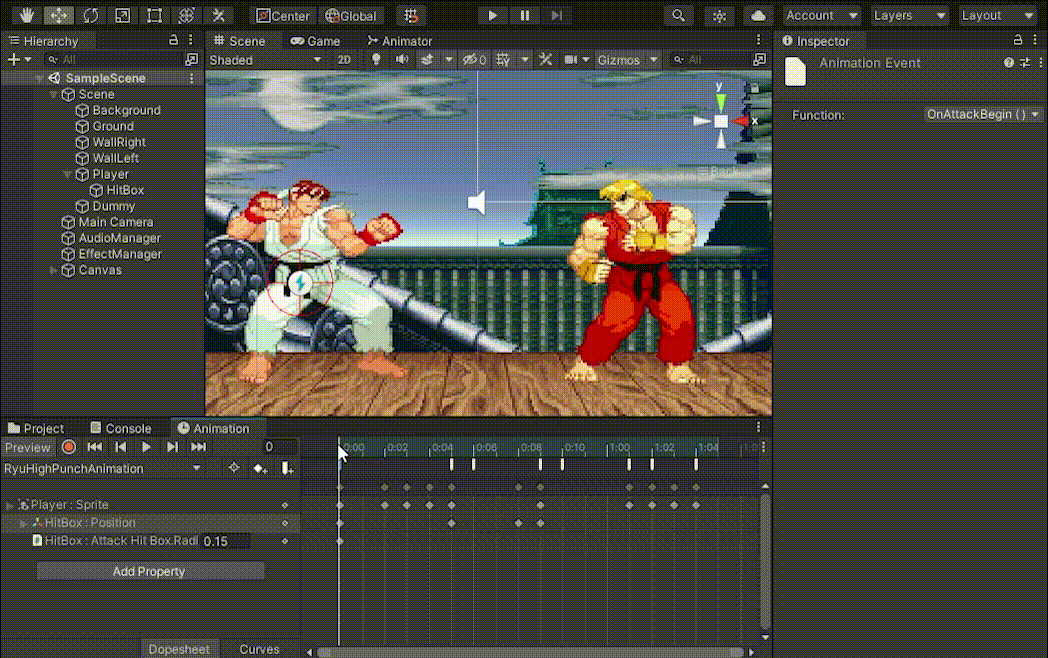 Center Global Account Layers Layout
Hierarchy Scene Game Animator Inspector
All Shaded 2D 0 Gizmos All
SampleScene
Scene
Background
Ground
WallRight
WallLeft
Player
HitBox
Dummy
Main Camera
AudioManager
EffectManager
Canvas
y
x
Back
Animation Event
Function: OnAttackBegin ( )
Project Console Animation
Preview 0 0:00 0:02 0:04 0:06 0:08 0:10 1:00 1:02 1:04
RyuHighPunchAnimation
Player : Sprite
HitBox : Position
HitBox : Attack Hit Box.Radi 0.15
Add Property
Dopesheet Curves